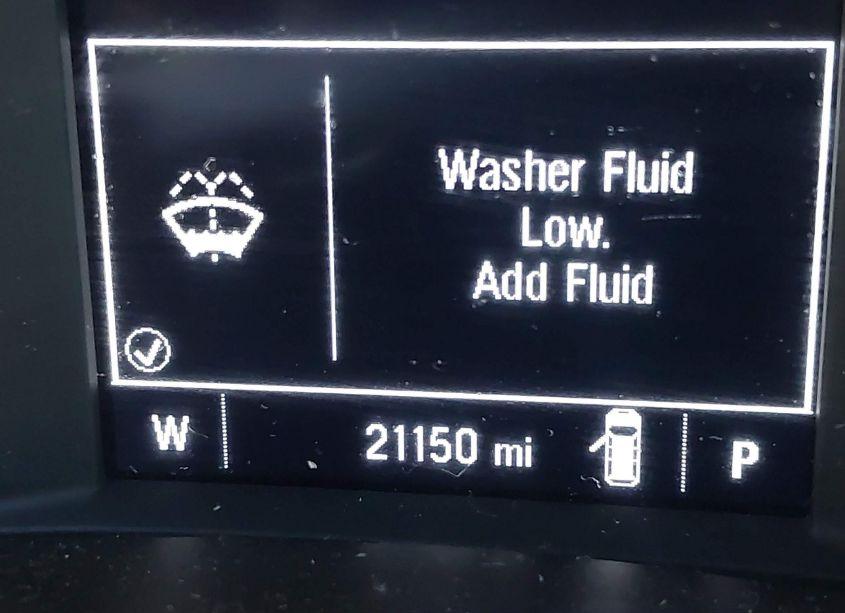 Washer Fluid
Low.
Add Fluid
W 21150 mi P